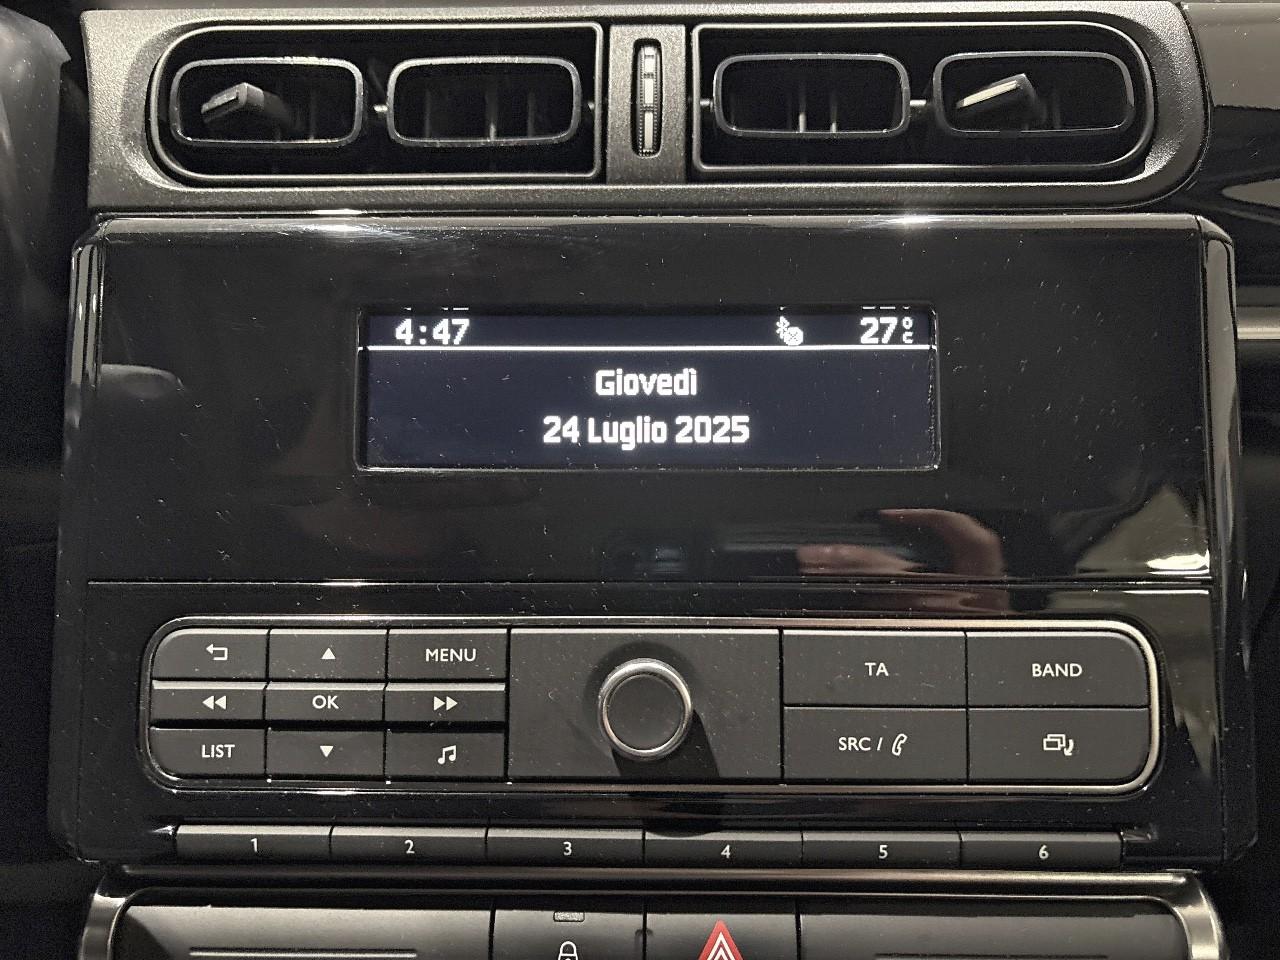 4:47 27°C
Giovedì
24 Luglio 2025
MENU
OK
LIST
TA BAND
SRC /
1 2 3 4 5 6